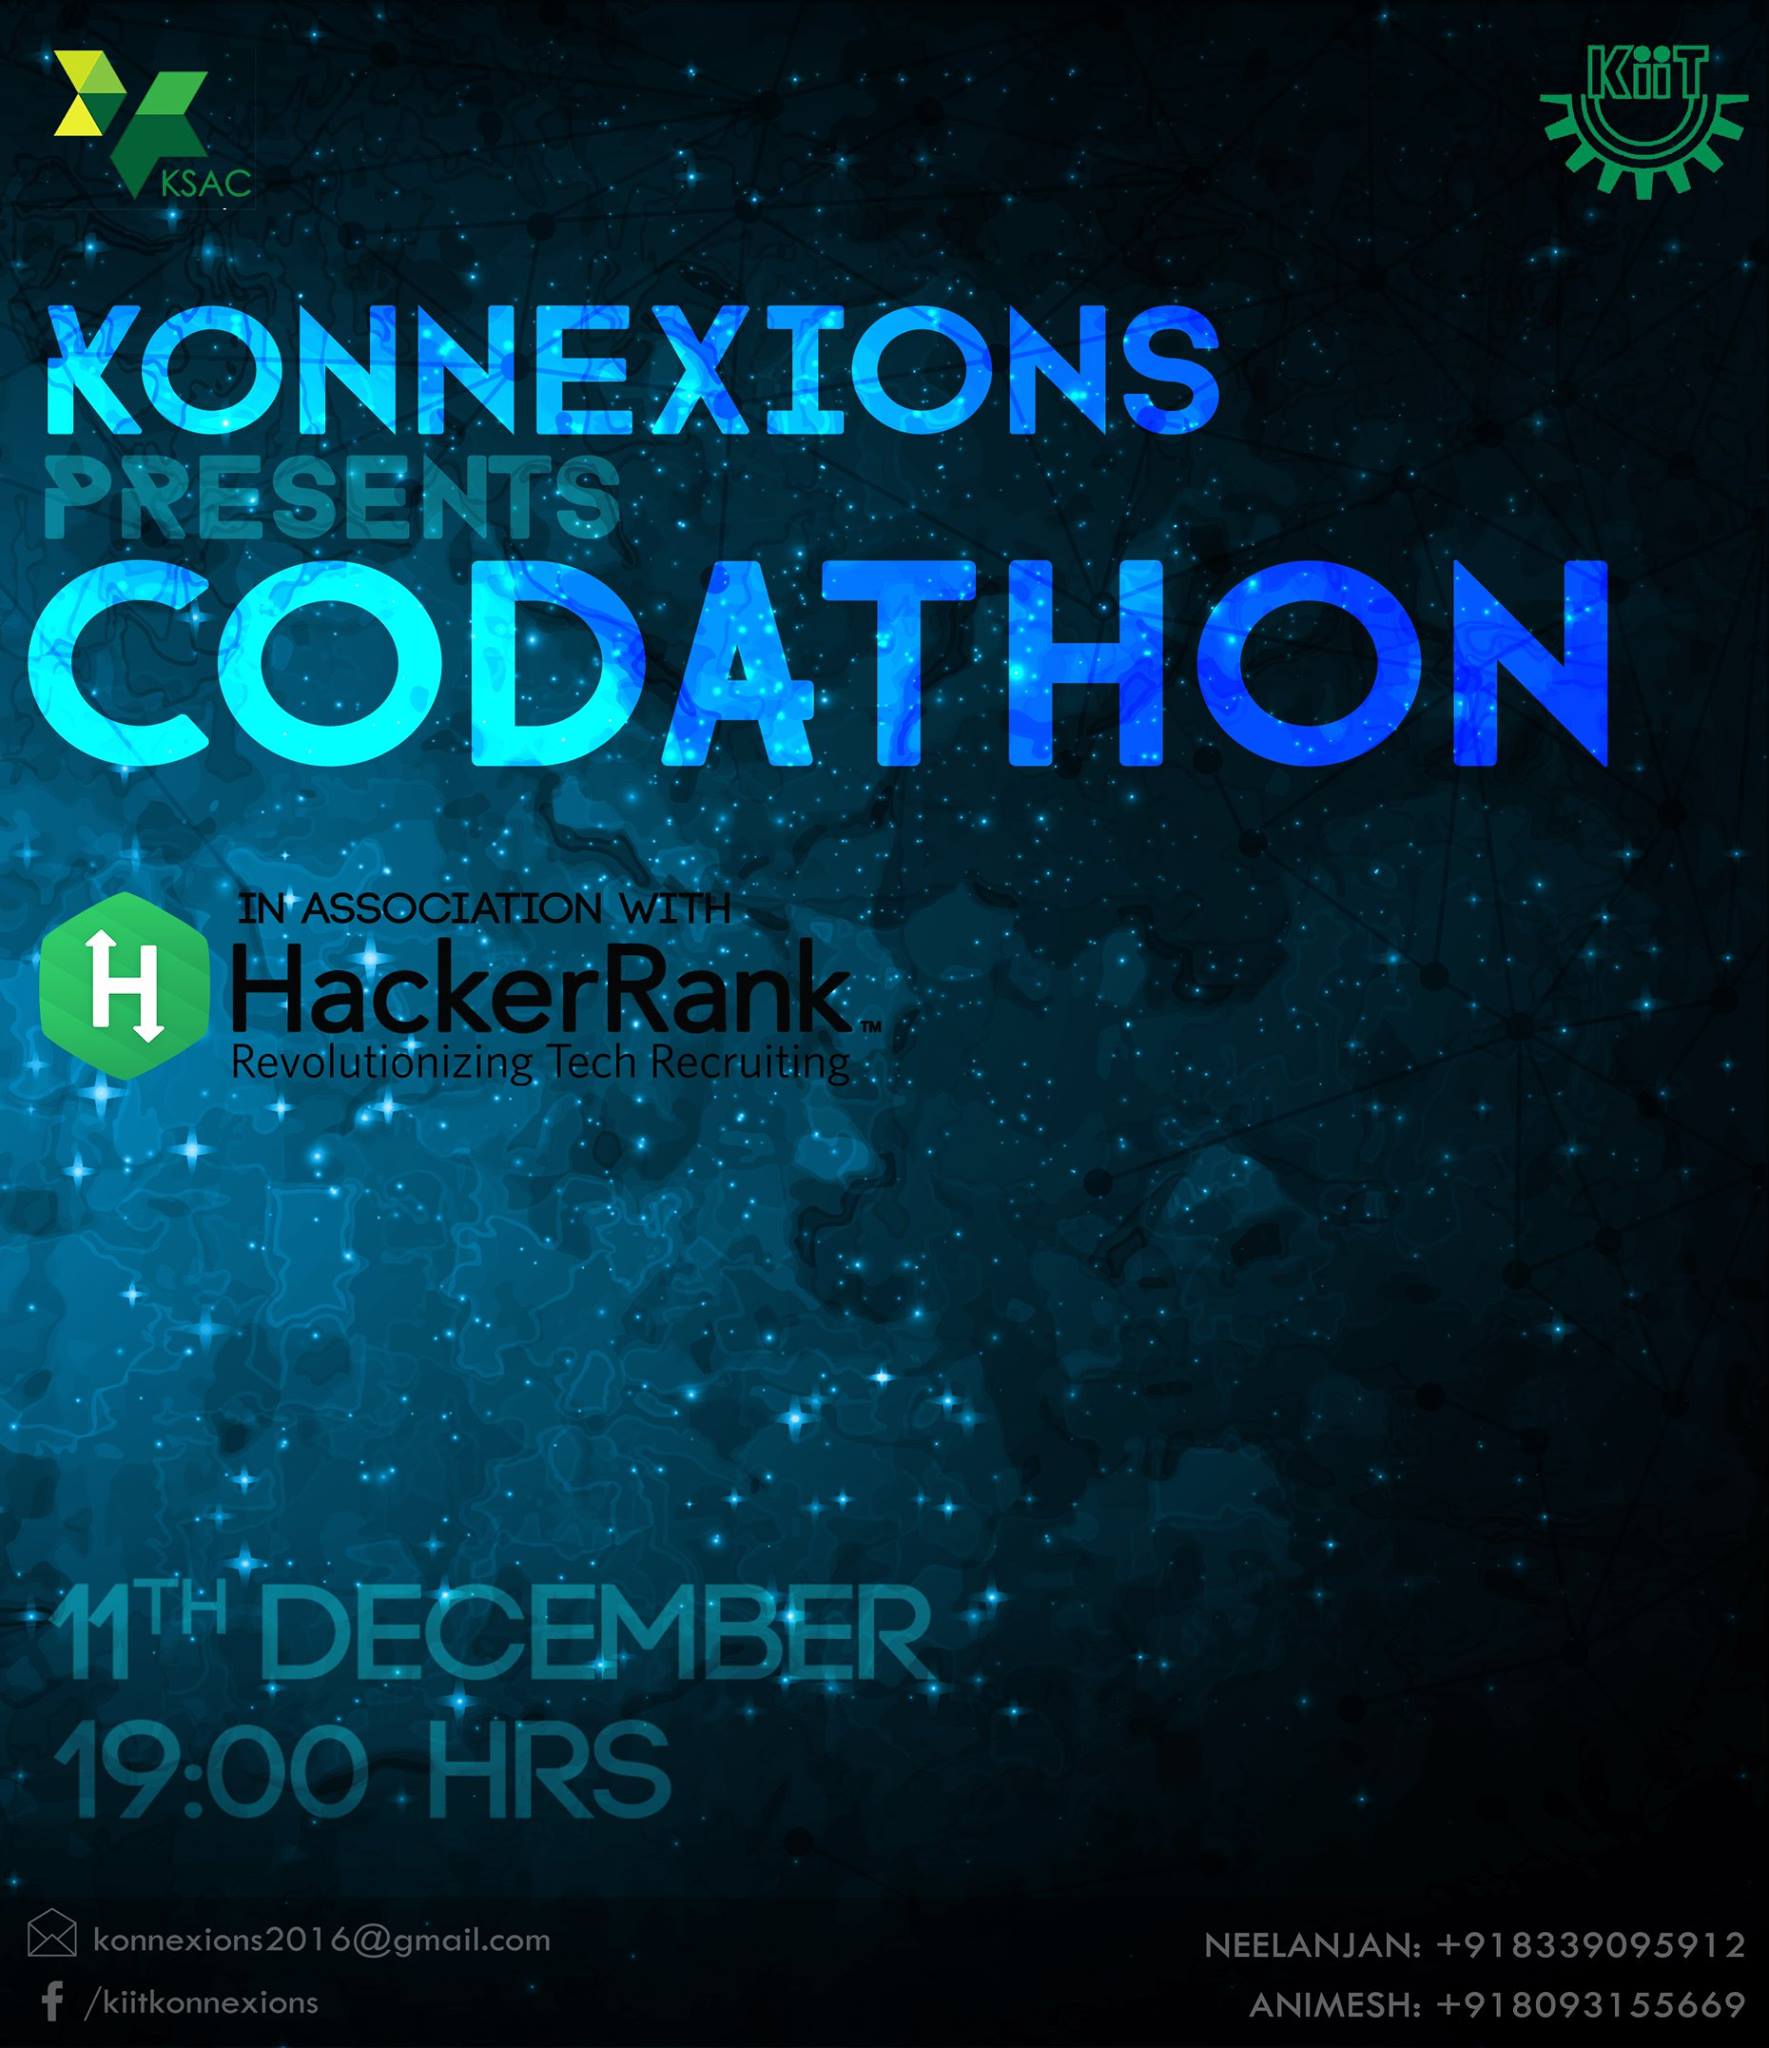 KSAC
KiiT
KONNEXIONS
PRESENTS
CODATHON
IN ASSOCIATION WITH
H
HackerRank™
Revolutionizing Tech Recruiting
11TH DECEMBER
19:00 HRS
konnexions2016@gmail.com
f /kiitkonnexions
NEELANJAN: +918339095912
ANIMESH: +918093155669